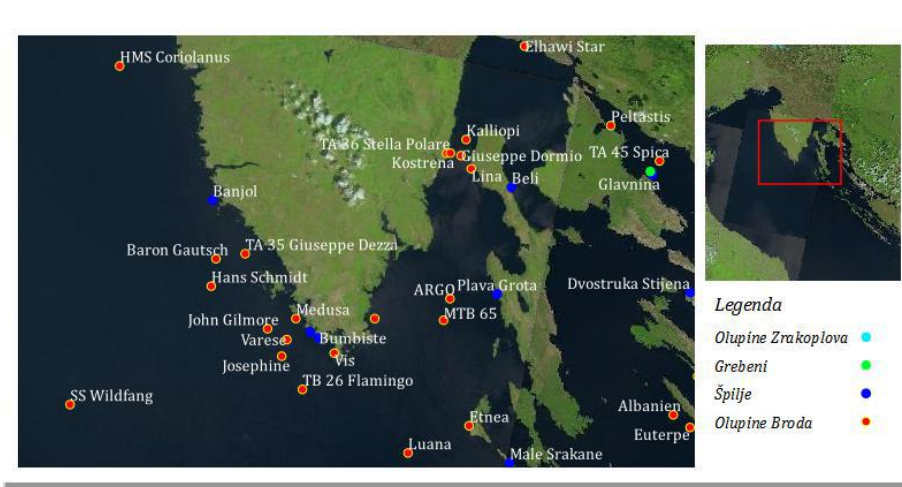 Elhawi Star
HMS Coriolanus
Peltastis
Kalliopi
TA 36 Stella Polare
Kostrena
Giuseppe Dormio
TA 45 Spica
Lina
Beli
Glavnina
Banjol
Baron Gautsch
TA 35 Giuseppe Dezza
Hans Schmidt
ARGO
Plava Grota
Dvostruka Stijena
Medusa
MTB 65
John Gilmore
Varese
Bumbiste
Josephine
Vis
TB 26 Flamingo
SS Wildfang
Albanien
Etnea
Euterpe
Luana
Male Srakane
Legenda
Olupine Zrakoplova
Grebeni
Špilje
Olupine Broda